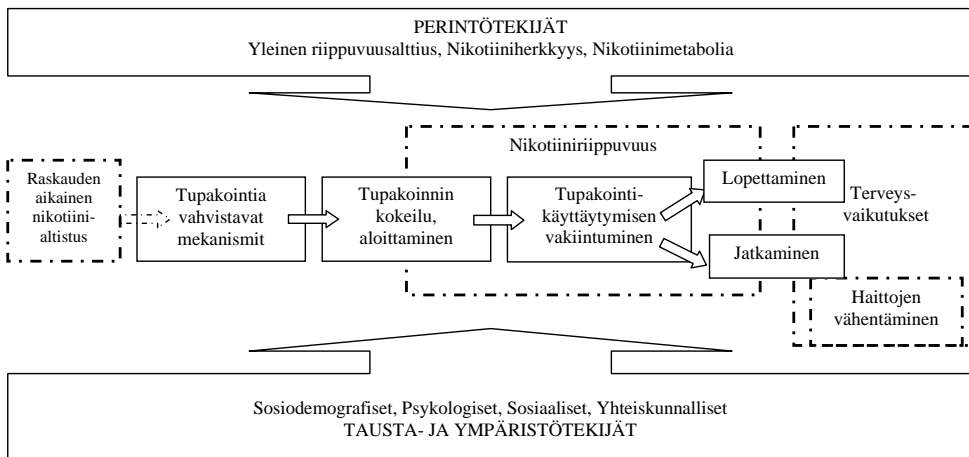 PERINTÖTEKIJÄT
Yleinen riippuvuusalttius, Nikotiiniherkkyys, Nikotiinimetabolia
Raskauden
aikainen
nikotiini-
altistus
Tupakointia
vahvistavat
mekanismit
Tupakoinnin
kokeilu,
aloittaminen
Nikotiiniriippuvuus
Tupakointi-
käyttäytymisen
vakiintuminen
Lopettaminen
Jatkaminen
Terveys-
vaikutukset
Haittojen
vähentäminen
Sosiodemografiset, Psykologiset, Sosiaaliset, Yhteiskunnalliset
TAUSTA- JA YMPÄRISTÖTEKIJÄT